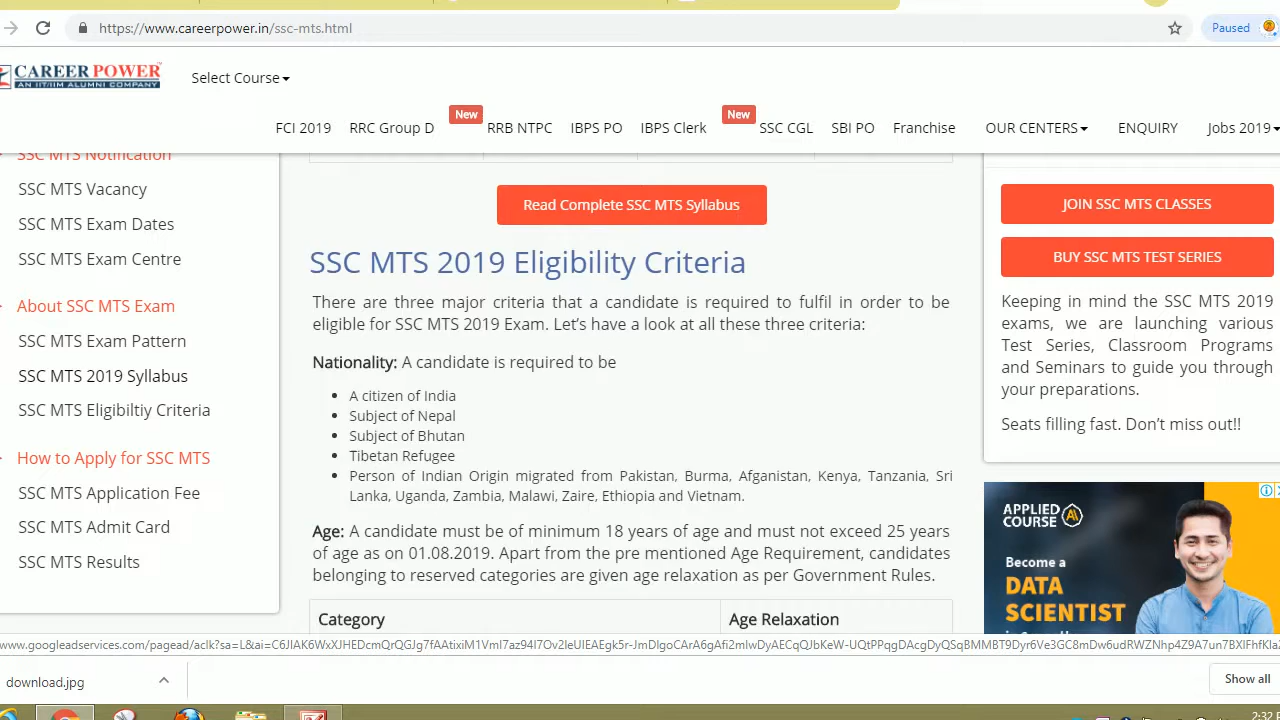 https://www.careerpower.in/ssc-mts.html
Paused
CAREER POWER
AN IIT/IIM ALUMNI COMPANY
Select Course
New
New
FCI 2019
RRC Group D
RRB NTPC
IBPS PO
IBPS Clerk
SSC CGL
SBI PO
Franchise
OUR CENTERS
ENQUIRY
Jobs 2019
SSC MTS Notification
SSC MTS Vacancy
SSC MTS Exam Dates
SSC MTS Exam Centre
About SSC MTS Exam
SSC MTS Exam Pattern
SSC MTS 2019 Syllabus
SSC MTS Eligibiltiy Criteria
How to Apply for SSC MTS
SSC MTS Application Fee
SSC MTS Admit Card
SSC MTS Results
Read Complete SSC MTS Syllabus
SSC MTS 2019 Eligibility Criteria
There are three major criteria that a candidate is required to fulfil in order to be
eligible for SSC MTS 2019 Exam. Let’s have a look at all these three criteria:
Nationality: A candidate is required to be
• A citizen of India
• Subject of Nepal
• Subject of Bhutan
• Tibetan Refugee
• Person of Indian Origin migrated from Pakistan, Burma, Afganistan, Kenya, Tanzania, Sri
Lanka, Uganda, Zambia, Malawi, Zaire, Ethiopia and Vietnam.
Age: A candidate must be of minimum 18 years of age and must not exceed 25 years
of age as on 01.08.2019. Apart from the pre mentioned Age Requirement, candidates
belonging to reserved categories are given age relaxation as per Government Rules.
Category
Age Relaxation
JOIN SSC MTS CLASSES
BUY SSC MTS TEST SERIES
Keeping in mind the SSC MTS 2019
exams, we are launching various
Test Series, Classroom Programs
and Seminars to guide you through
your preparations.
Seats filling fast. Don’t miss out!!
APPLIED
COURSE
Become a
DATA
SCIENTIST
download.jpg
Show all
2:32